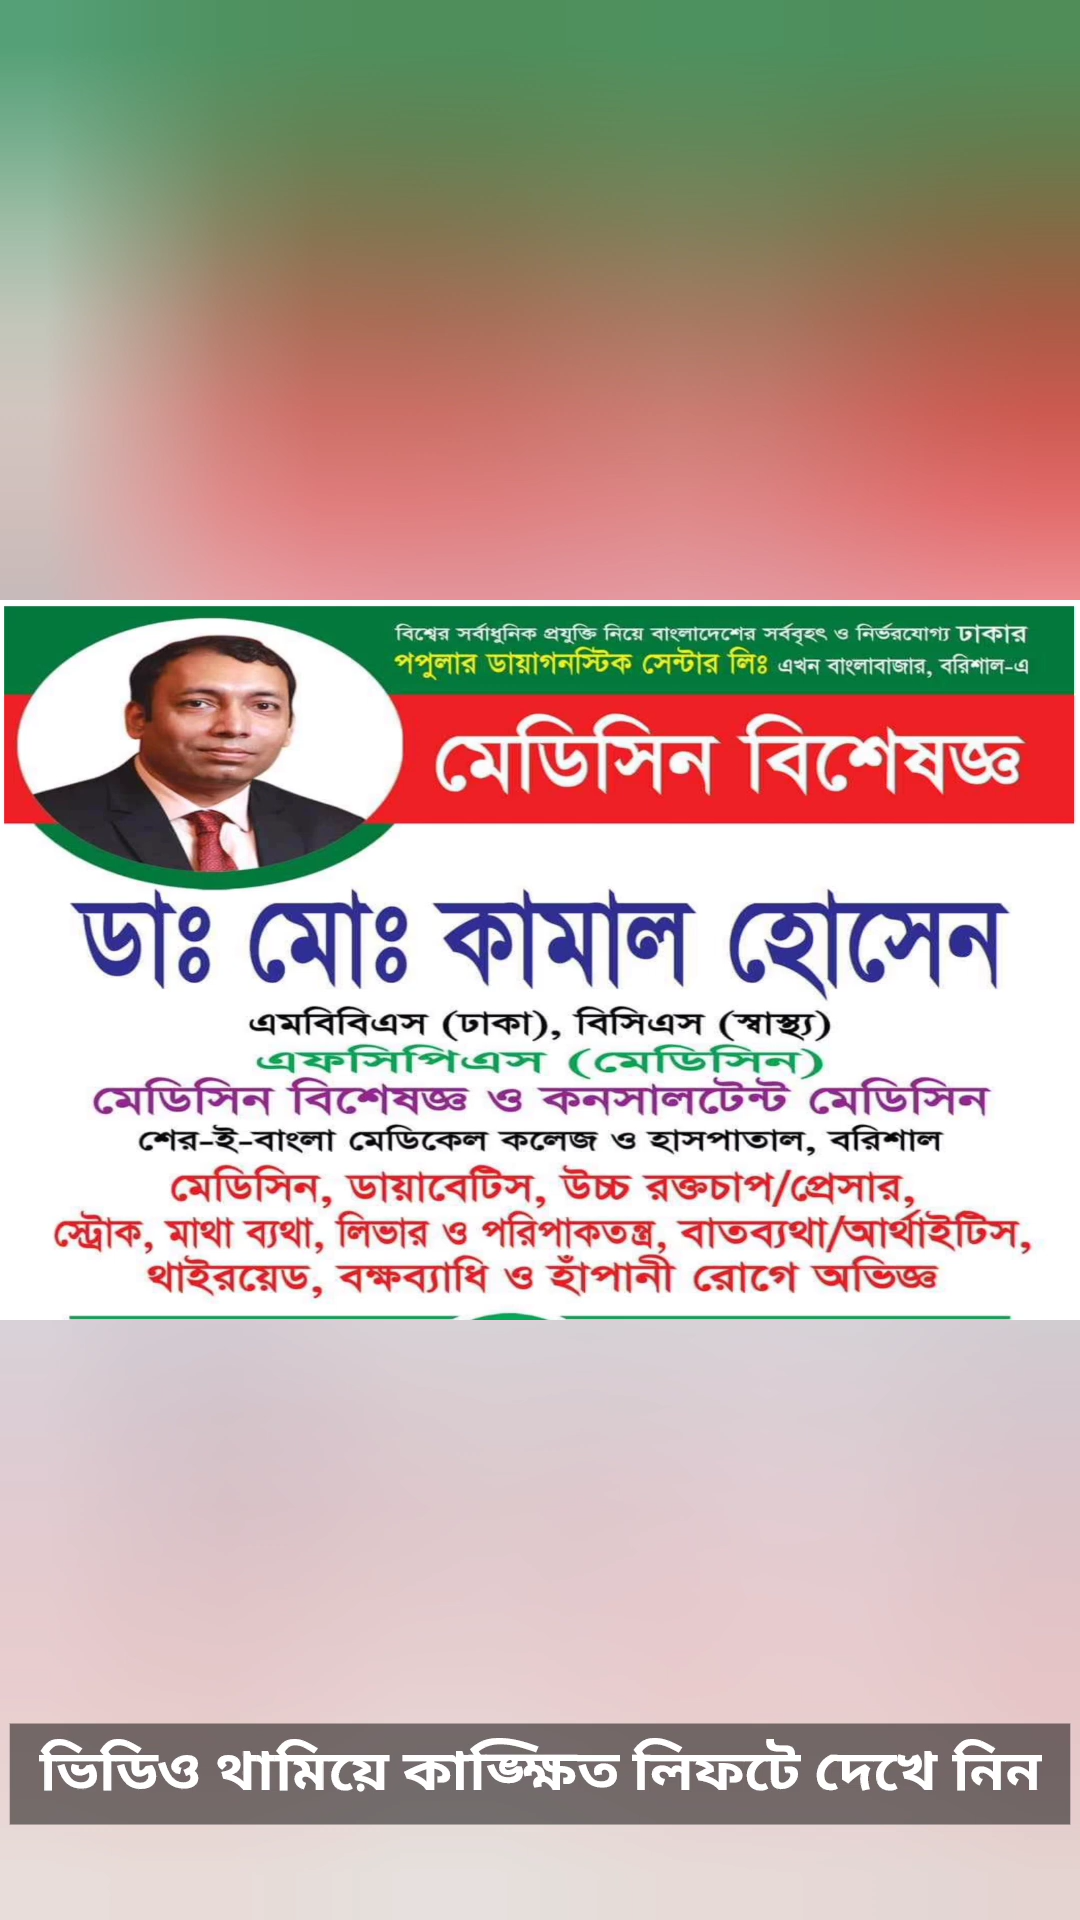 বিশ্বের সর্বাধুনিক প্রযুক্তি নিয়ে বাংলাদেশের সর্ববৃহৎ ও নির্ভরযোগ্য ঢাকার
পপুলার ডায়াগনস্টিক সেন্টার লিঃ এখন বাংলাবাজার, বরিশাল-এ
মেডিসিন বিশেষজ্ঞ
ডাঃ মোঃ কামাল হোসেন
এমবিবিএস (ঢাকা), বিসিএস (স্বাস্থ্য)
এফসিপিএস (মেডিসিন)
মেডিসিন বিশেষজ্ঞ ও কনসালটেন্ট মেডিসিন
শের-ই-বাংলা মেডিকেল কলেজ ও হাসপাতাল, বরিশাল
মেডিসিন, ডায়াবেটিস, উচ্চ রক্তচাপ/প্রেসার,
স্ট্রোক, মাথা ব্যথা, লিভার ও পরিপাকতন্ত্র, বাতব্যথা/আর্থাইটিস,
থাইরয়েড, বক্ষব্যাধি ও হাঁপানী রোগে অভিজ্ঞ
ভিডিও থামিয়ে কাঙ্ক্ষিত লিফটে দেখে নিন